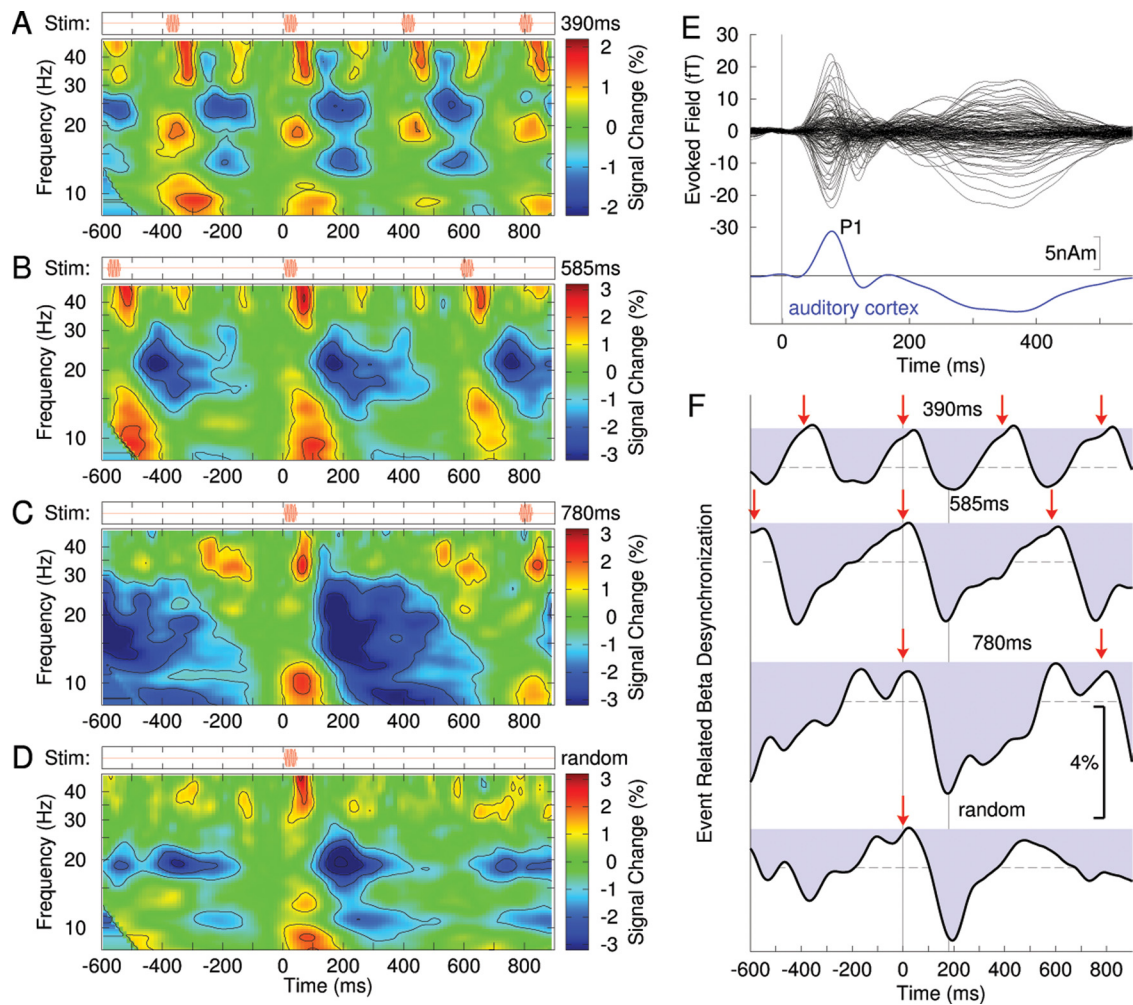 A
Stim:
390ms
Frequency (Hz)
40
30
20
10
2
1
0
-1
-2
Signal Change (%)
-600 -400 -200 0 200 400 600 800
B
Stim:
585ms
Frequency (Hz)
40
30
20
10
3
2
1
0
-1
-2
-3
Signal Change (%)
-600 -400 -200 0 200 400 600 800
C
Stim:
780ms
Frequency (Hz)
40
30
20
10
3
2
1
0
-1
-2
-3
Signal Change (%)
-600 -400 -200 0 200 400 600 800
D
Stim:
random
Frequency (Hz)
40
30
20
10
3
2
1
0
-1
-2
-3
Signal Change (%)
-600 -400 -200 0 200 400 600 800
Time (ms)
E
Evoked Field (fT)
30
20
10
0
-10
-20
-30
P1
5nAm
auditory cortex
0 200 400
Time (ms)
F
Event Related Beta Desynchronization
390ms
585ms
780ms
4%
random
-600 -400 -200 0 200 400 600 800
Time (ms)